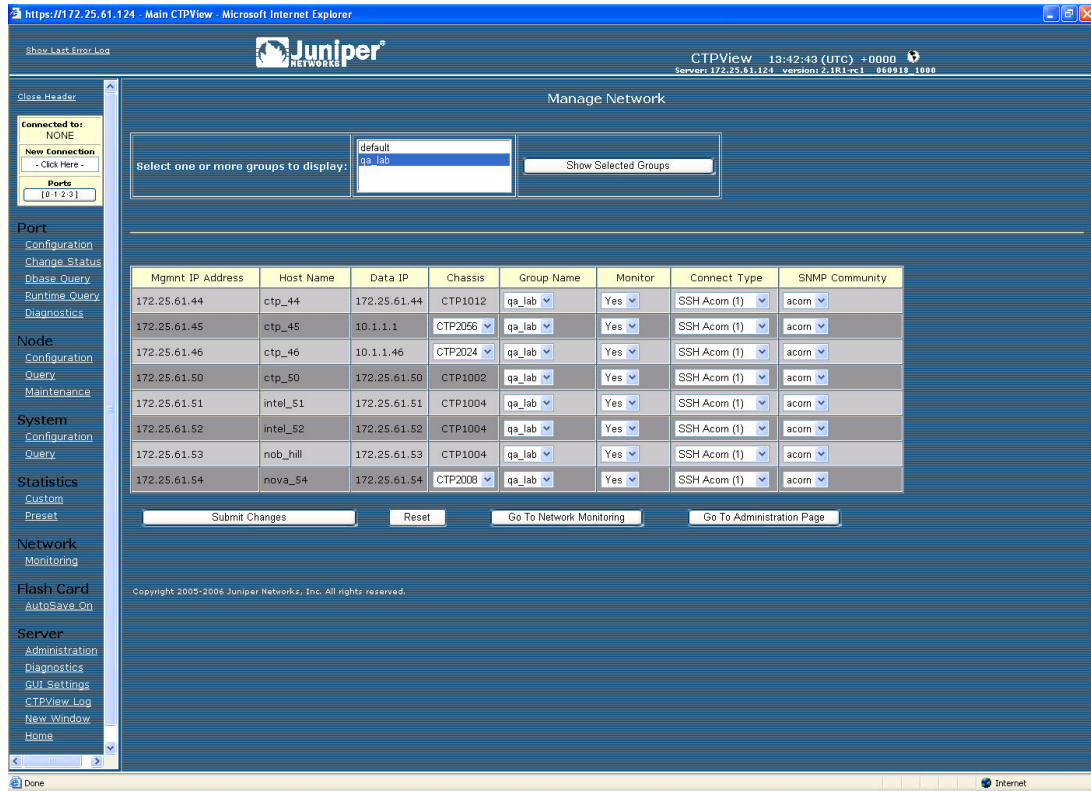 https://172.25.61.124 - Main CTPView - Microsoft Internet Explorer
Show Last Error Log
Juniper®
NETWORKS
CTPView 13:42:43 (UTC) +0000
Server: 172.25.61.124 version: 2.1R1-rc1 060918_1000
Close Header
Connected to:
NONE
New Connection
- Click Here -
Ports
[0-1-2-3]
Port
Configuration
Change Status
Dbase Query
Runtime Query
Diagnostics
Node
Configuration
Query
Maintenance
System
Configuration
Query
Statistics
Custom
Preset
Network
Monitoring
Flash Card
AutoSave On
Server
Administration
Diagnostics
GUI Settings
CTPView Log
New Window
Home
Manage Network
Select one or more groups to display:
default
qa_lab
Show Selected Groups
Mgmnt IP Address Host Name Data IP Chassis Group Name Monitor Connect Type SNMP Community
172.25.61.44 ctp_44 172.25.61.44 CTP1012 qa_lab Yes SSH Acorn (1) acorn
172.25.61.45 ctp_45 10.1.1.1 CTP2056 qa_lab Yes SSH Acorn (1) acorn
172.25.61.46 ctp_46 10.1.1.46 CTP2024 qa_lab Yes SSH Acorn (1) acorn
172.25.61.50 ctp_50 172.25.61.50 CTP1002 qa_lab Yes SSH Acorn (1) acorn
172.25.61.51 intel_51 172.25.61.51 CTP1004 qa_lab Yes SSH Acorn (1) acorn
172.25.61.52 intel_52 172.25.61.52 CTP1004 qa_lab Yes SSH Acorn (1) acorn
172.25.61.53 nob_hill 172.25.61.53 CTP1004 qa_lab Yes SSH Acorn (1) acorn
172.25.61.54 nova_54 172.25.61.54 CTP2008 qa_lab Yes SSH Acorn (1) acorn
Submit Changes Reset Go To Network Monitoring Go To Administration Page
Copyright 2005-2006 Juniper Networks, Inc. All rights reserved.
Done
Internet